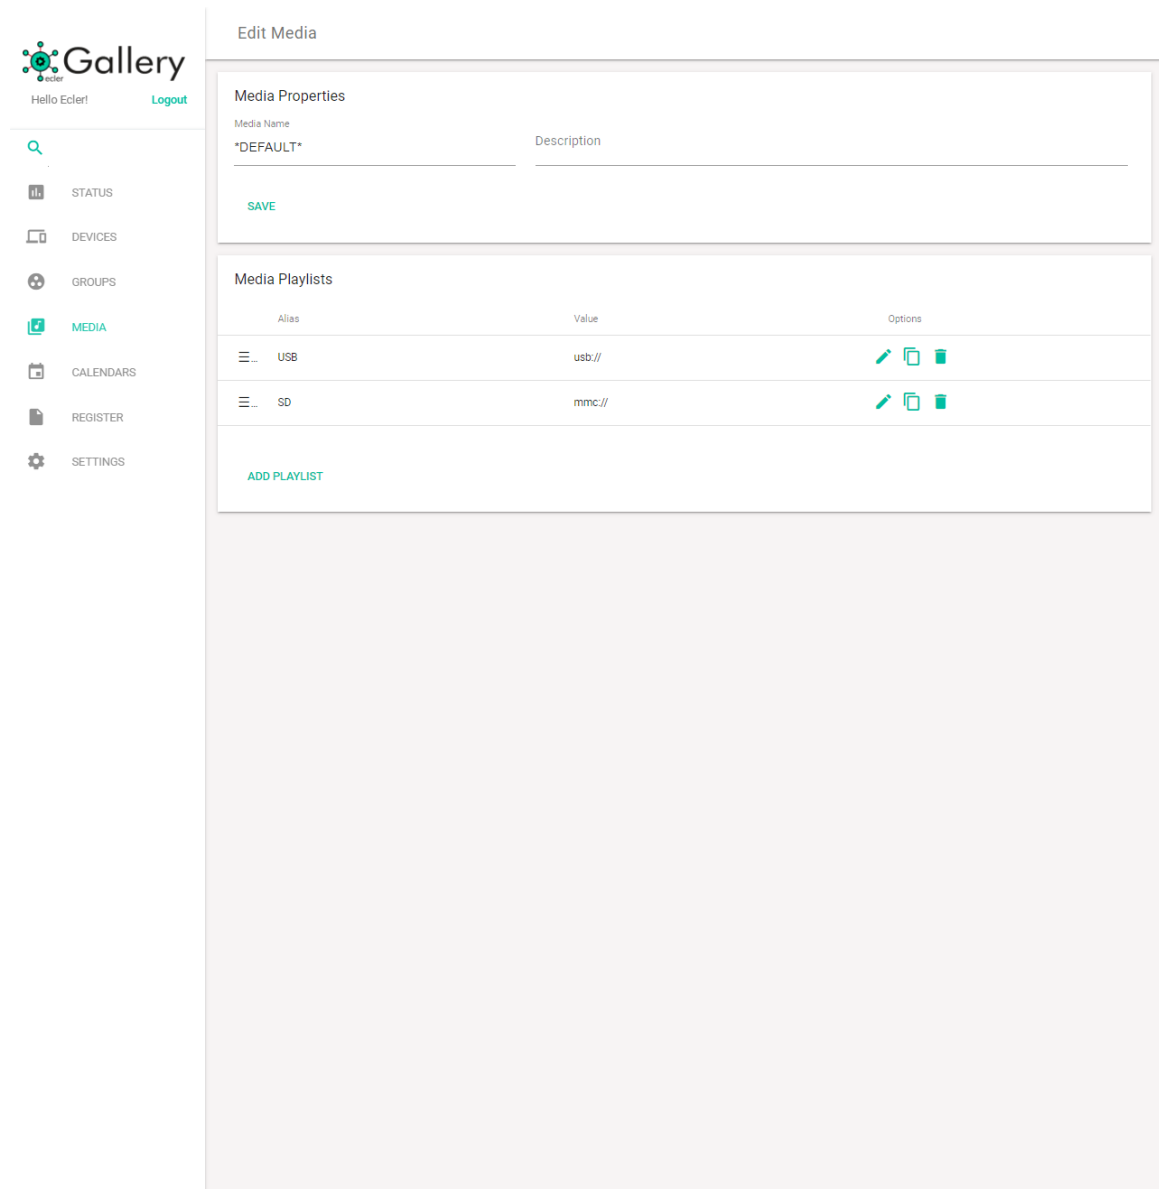 Edit Media
Gallery
ecler
Hello Ecler! Logout
STATUS
DEVICES
GROUPS
MEDIA
CALENDARS
REGISTER
SETTINGS
Media Properties
Media Name
*DEFAULT*
Description
SAVE
Media Playlists
Alias Value Options
☰... USB usb://
☰... SD mmc://
ADD PLAYLIST